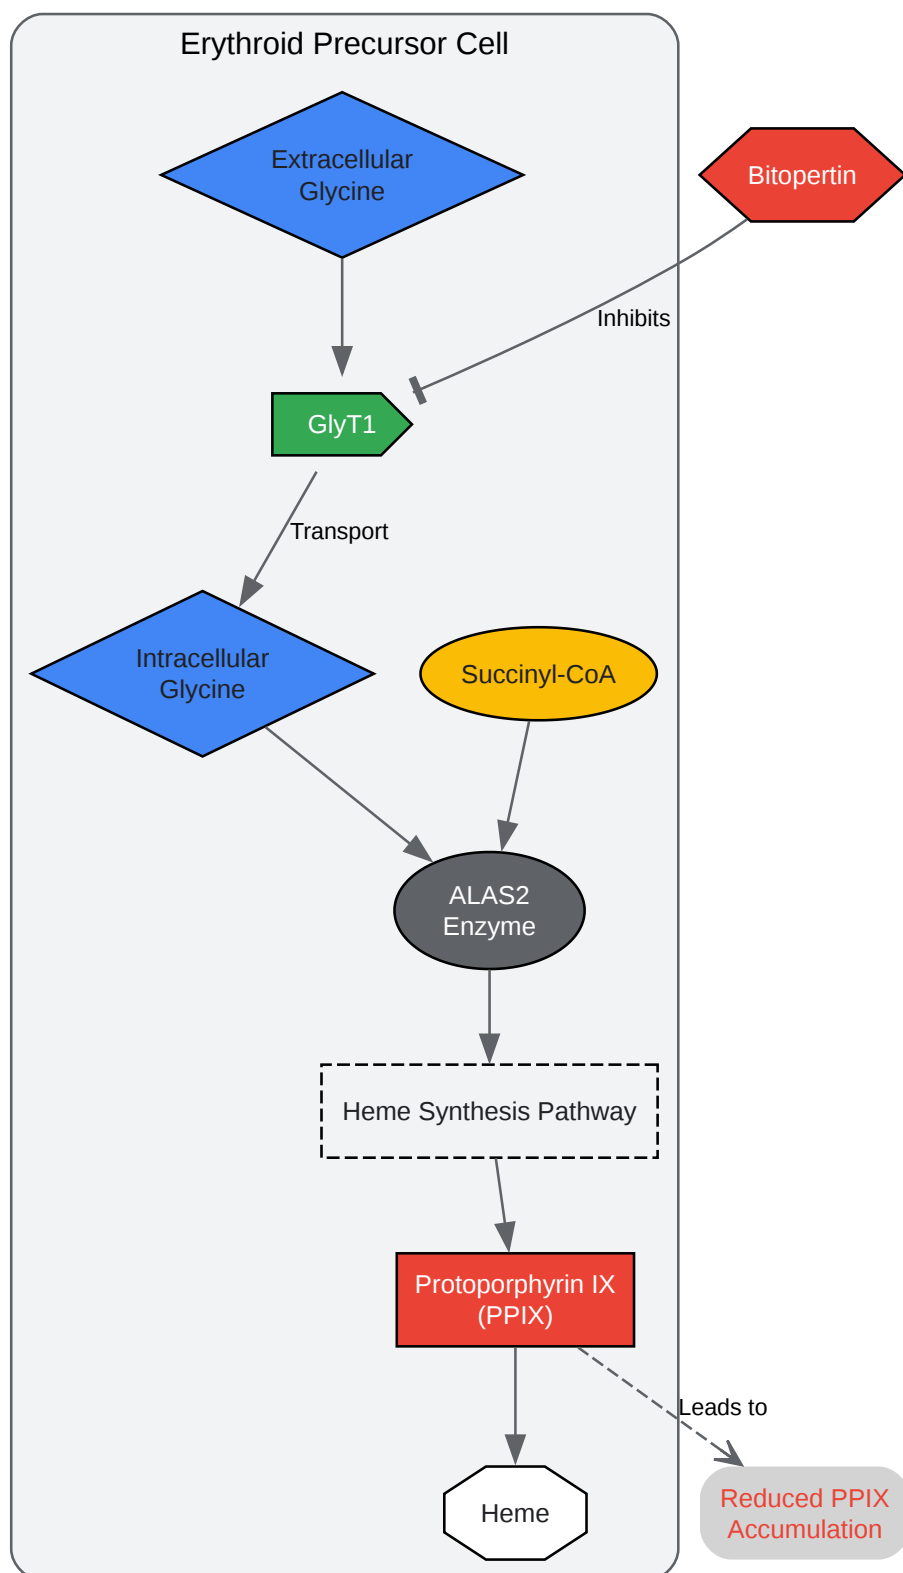 Erythroid Precursor Cell
Extracellular
Glycine
Bitopertin
Inhibits
GlyT1
Transport
Intracellular
Glycine
Succinyl-CoA
ALAS2
Enzyme
Heme Synthesis Pathway
Protoporphyrin IX
(PPIX)
Leads to
Heme
Reduced PPIX
Accumulation